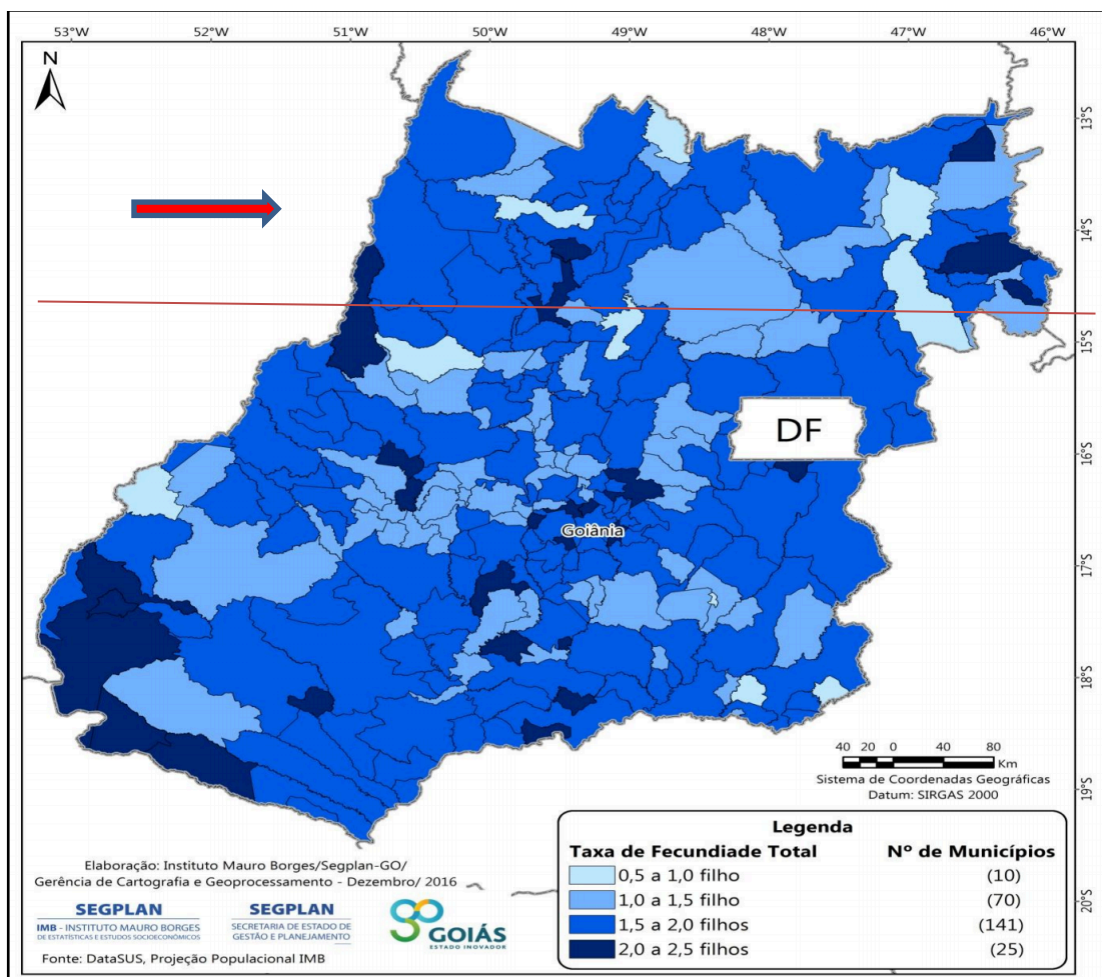 53°W 52°W 51°W 50°W 49°W 48°W 47°W 46°W
N
13°S
14°S
15°S
DF
16°S
Goiânia
17°S
18°S
40 20 0 40 80
Km
Sistema de Coordenadas Geográficas
Datum: SIRGAS 2000
19°S
Legenda
Taxa de Fecundiade Total Nº de Municípios
0,5 a 1,0 filho (10)
1,0 a 1,5 filho (70)
1,5 a 2,0 filhos (141)
2,0 a 2,5 filhos (25)
20°S
Elaboração: Instituto Mauro Borges/Segplan-GO/
Gerência de Cartografia e Geoprocessamento - Dezembro/ 2016
SEGPLAN
IMB - INSTITUTO MAURO BORGES
DE ESTATÍSTICAS E ESTUDOS SOCIOECONÔMICOS
SEGPLAN
SECRETARIA DE ESTADO DE
GESTÃO E PLANEJAMENTO
GOIÁS
ESTADO INOVADOR
Fonte: DataSUS, Projeção Populacional IMB